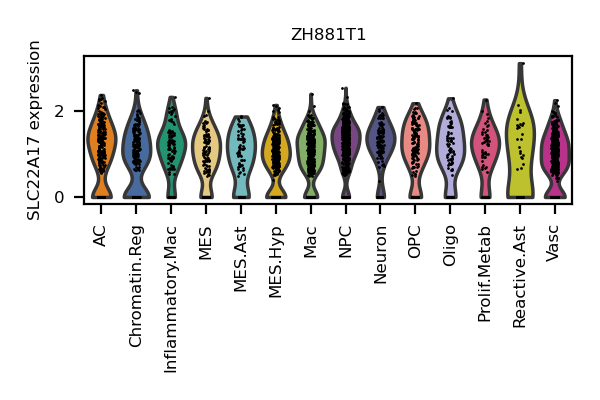 ZH881T1
SLC22A17 expression
2
0
AC
Chromatin.Reg
Inflammatory.Mac
MES
MES.Ast
MES.Hyp
Mac
NPC
Neuron
OPC
Oligo
Prolif.Metab
Reactive.Ast
Vasc